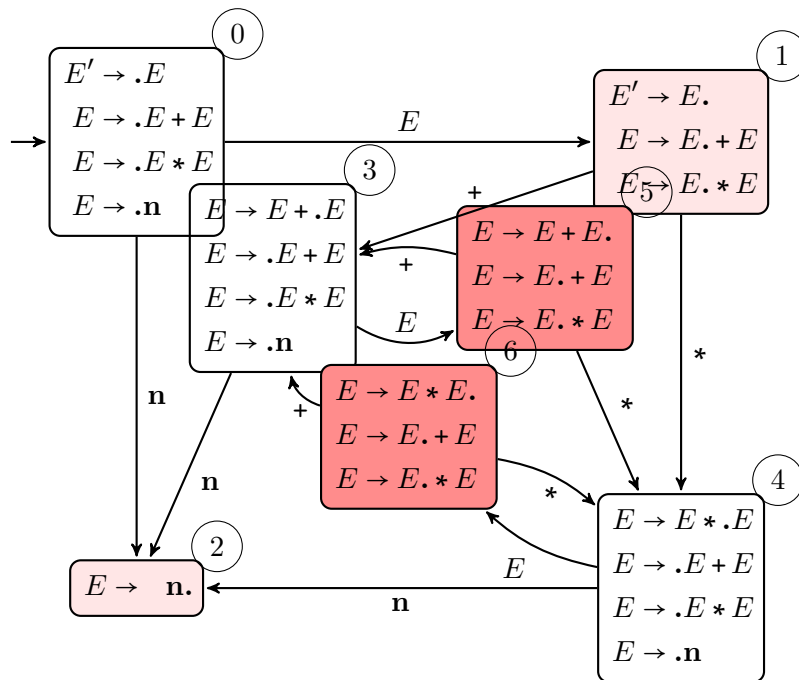 0
E′ → .E
E → .E + E
E → .E * E
E → .n
E
1
E′ → E.
E → E. + E
E → E. * E
3
E → E + .E
E → .E + E
E → .E * E
E → .n
+
5
E → E + E.
E → E. + E
E → E. * E
+
E
6
E → E * E.
E → E. + E
E → E. * E
+
*
*
n
n
*
4
E → E * .E
E → .E + E
E → .E * E
E → .n
E
n
2
E → n.